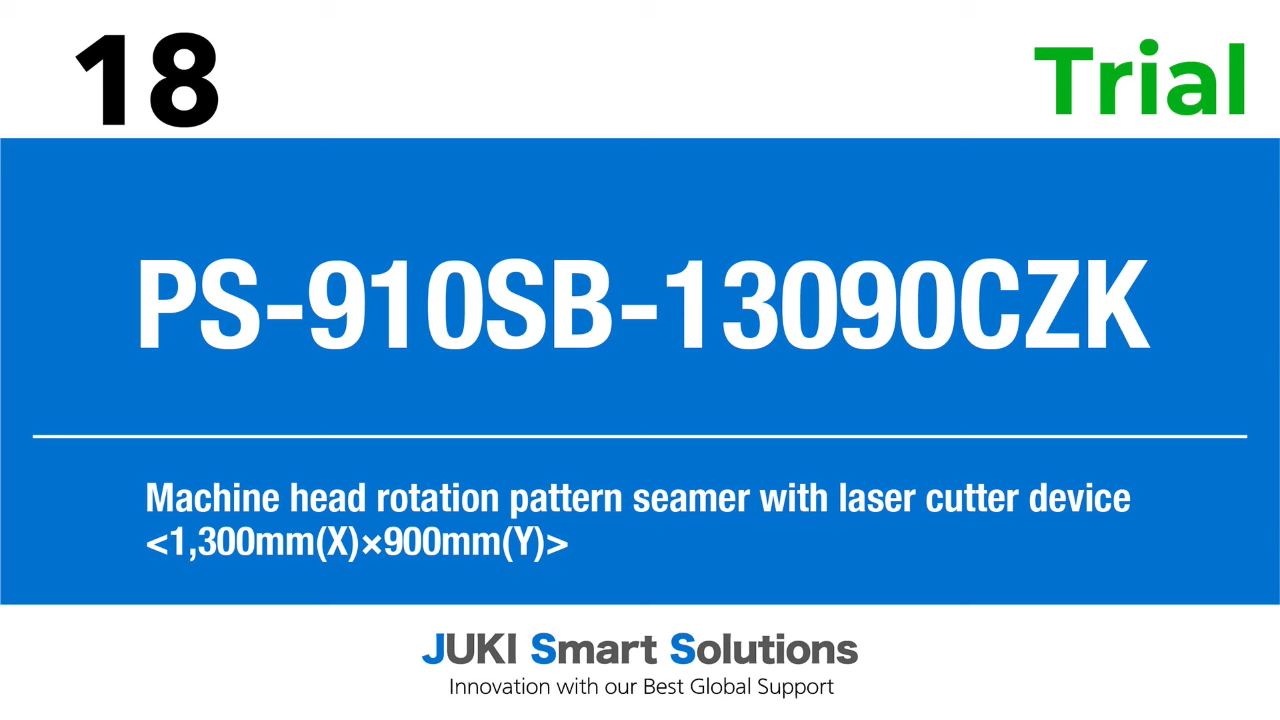 18
Trial
PS-910SB-13090CZK
Machine head rotation pattern seamer with laser cutter device
<1,300mm(X)×900mm(Y)>
JUKI Smart Solutions
Innovation with our Best Global Support